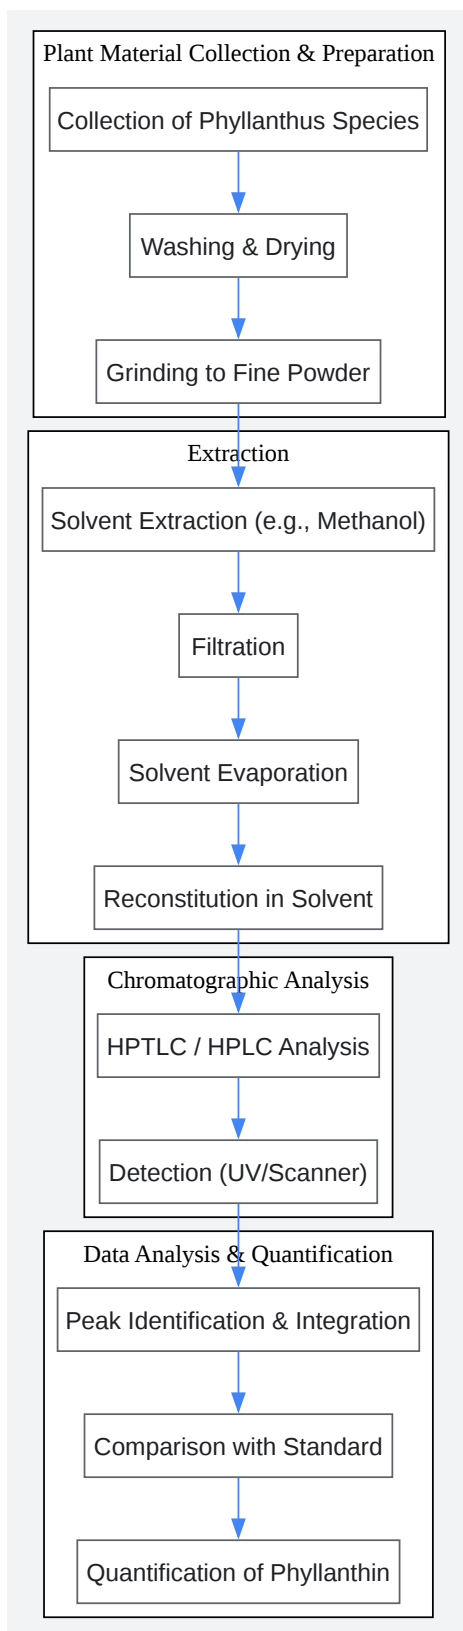 Plant Material Collection & Preparation
Collection of Phyllanthus Species
Washing & Drying
Grinding to Fine Powder
Extraction
Solvent Extraction (e.g., Methanol)
Filtration
Solvent Evaporation
Reconstitution in Solvent
Chromatographic Analysis
HPTLC / HPLC Analysis
Detection (UV/Scanner)
Data Analysis & Quantification
Peak Identification & Integration
Comparison with Standard
Quantification of Phyllanthin